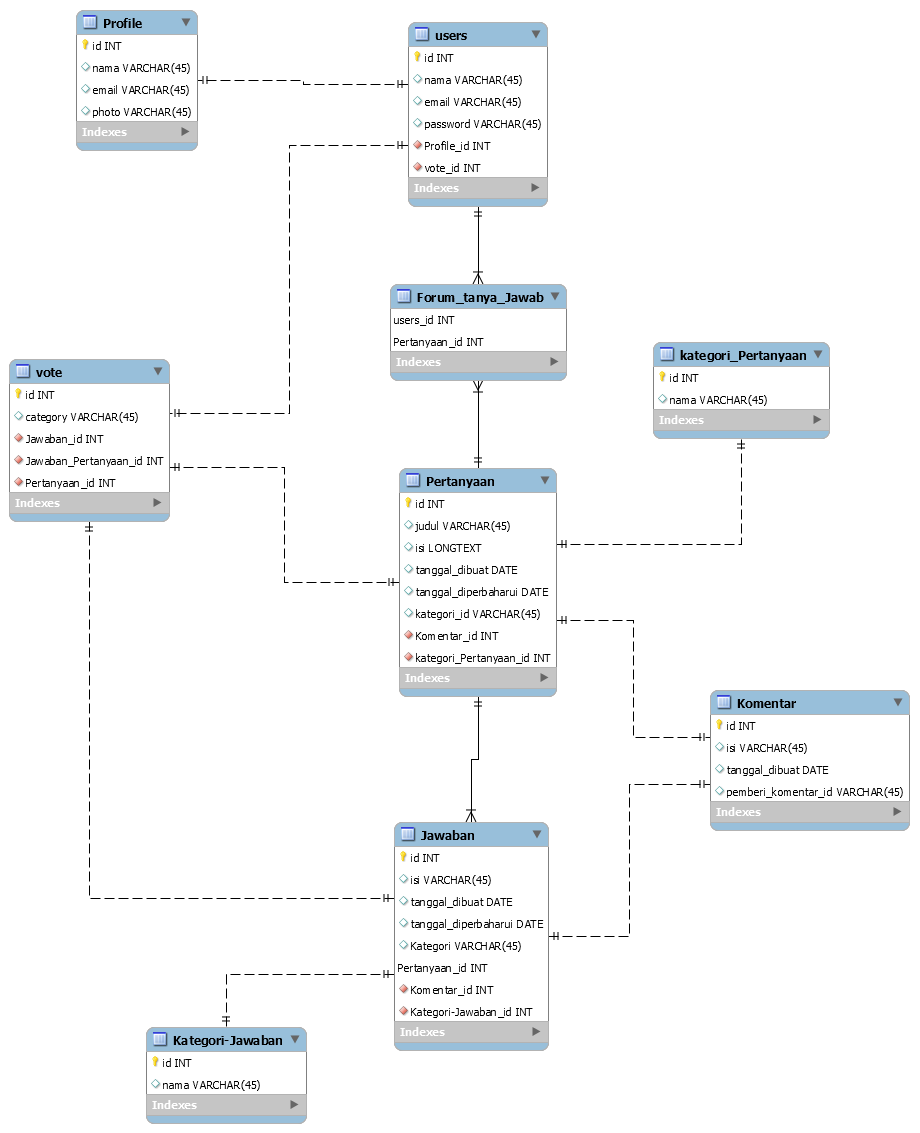 Profile
id INT
nama VARCHAR(45)
email VARCHAR(45)
photo VARCHAR(45)
Indexes
users
id INT
nama VARCHAR(45)
email VARCHAR(45)
password VARCHAR(45)
Profile_id INT
vote_id INT
Indexes
Forum_tanya_Jawab
users_id INT
Pertanyaan_id INT
Indexes
kategori_Pertanyaan
id INT
nama VARCHAR(45)
Indexes
vote
id INT
category VARCHAR(45)
Jawaban_id INT
Jawaban_Pertanyaan_id INT
Pertanyaan_id INT
Indexes
Pertanyaan
id INT
judul VARCHAR(45)
isi LONGTEXT
tanggal_dibuat DATE
tanggal_diperbaharui DATE
kategori_id VARCHAR(45)
Komentar_id INT
kategori_Pertanyaan_id INT
Indexes
Komentar
id INT
isi VARCHAR(45)
tanggal_dibuat DATE
pemberi_komentar_id VARCHAR(45)
Indexes
Jawaban
id INT
isi VARCHAR(45)
tanggal_dibuat DATE
tanggal_diperbaharui DATE
Kategori VARCHAR(45)
Pertanyaan_id INT
Komentar_id INT
Kategori-Jawaban_id INT
Indexes
Kategori-Jawaban
id INT
nama VARCHAR(45)
Indexes